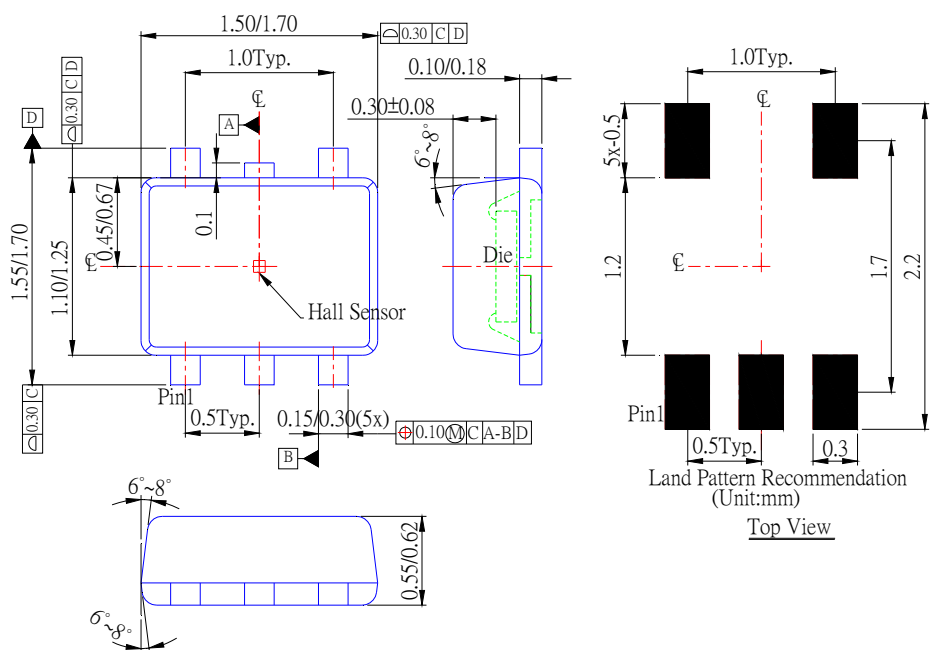 1.50/1.70
⌓ 0.30 C D
1.0Typ.
0.10/0.18
1.0Typ.
⌓ 0.30 C D
℄
0.30±0.08
℄
D
A
6°~8°
5x-0.5
0.45/0.67
0.1
1.55/1.70
1.10/1.25
℄
Die
℄
1.2
1.7
2.2
Hall Sensor
⌓ 0.30 C
Pin1
0.5Typ.
0.15/0.30(5x)
⌖ 0.10 Ⓜ C A-B D
B
Pin1
0.5Typ.
0.3
Land Pattern Recommendation
(Unit:mm)
Top View
6°~8°
0.55/0.62
6°~8°